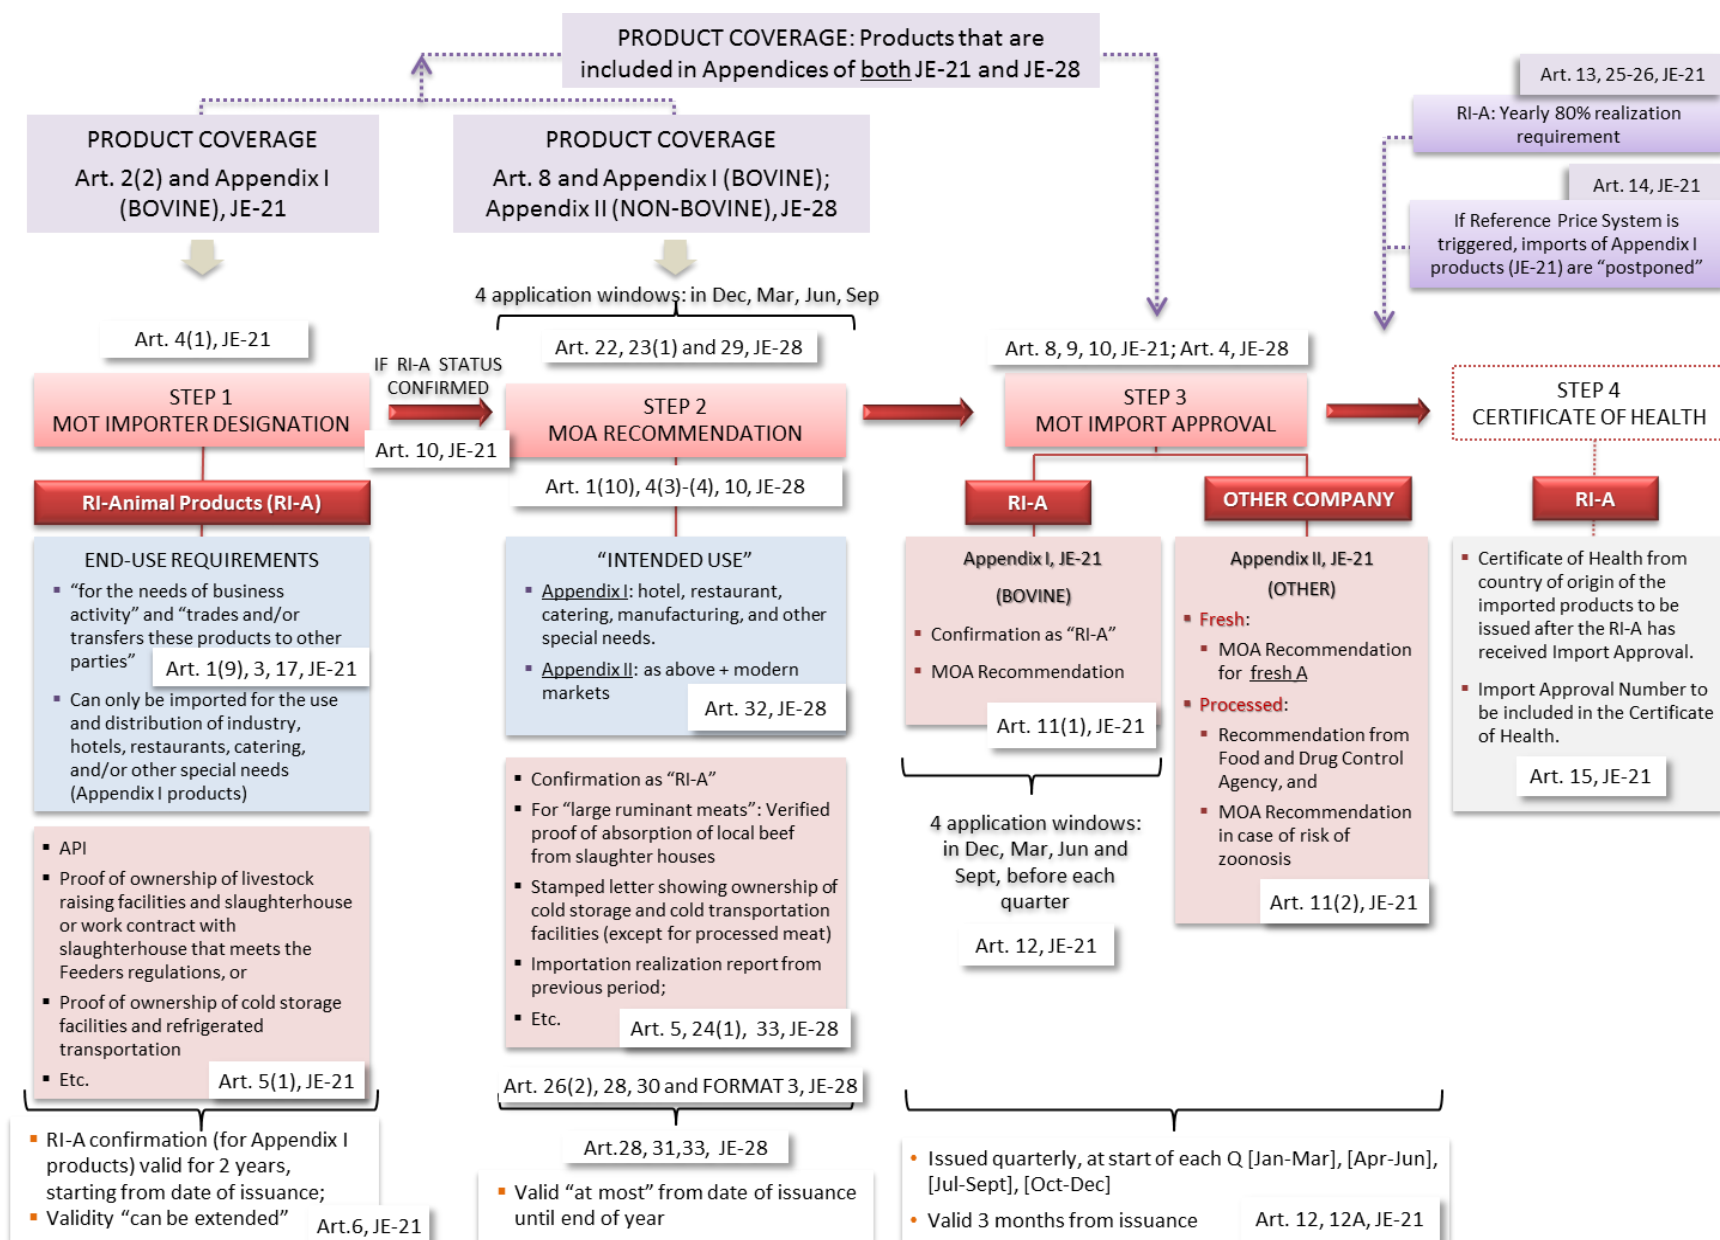 PRODUCT COVERAGE: Products that are
included in Appendices of both JE-21 and JE-28
Art. 13, 25-26, JE-21
RI-A: Yearly 80% realization
requirement
Art. 14, JE-21
If Reference Price System is
triggered, imports of Appendix I
products (JE-21) are “postponed”
PRODUCT COVERAGE
Art. 2(2) and Appendix I
(BOVINE), JE-21
PRODUCT COVERAGE
Art. 8 and Appendix I (BOVINE);
Appendix II (NON-BOVINE), JE-28
4 application windows: in Dec, Mar, Jun, Sep
Art. 4(1), JE-21
STEP 1
MOT IMPORTER DESIGNATION
IF RI-A STATUS
CONFIRMED
Art. 10, JE-21
RI-Animal Products (RI-A)
END-USE REQUIREMENTS
▪ “for the needs of business
activity” and “trades and/or
transfers these products to other
parties”
Art. 1(9), 3, 17, JE-21
▪ Can only be imported for the use
and distribution of industry,
hotels, restaurants, catering,
and/or other special needs
(Appendix I products)
▪ API
▪ Proof of ownership of livestock
raising facilities and slaughterhouse
or work contract with
slaughterhouse that meets the
Feeders regulations, or
▪ Proof of ownership of cold storage
facilities and refrigerated
transportation
▪ Etc.
Art. 5(1), JE-21
▪ RI-A confirmation (for Appendix I
products) valid for 2 years,
starting from date of issuance;
▪ Validity “can be extended”
Art.6, JE-21
Art. 22, 23(1) and 29, JE-28
STEP 2
MOA RECOMMENDATION
Art. 1(10), 4(3)-(4), 10, JE-28
“INTENDED USE”
▪ Appendix I: hotel, restaurant,
catering, manufacturing, and other
special needs.
▪ Appendix II: as above + modern
markets
Art. 32, JE-28
▪ Confirmation as “RI-A”
▪ For “large ruminant meats”: Verified
proof of absorption of local beef
from slaughter houses
▪ Stamped letter showing ownership of
cold storage and cold transportation
facilities (except for processed meat)
▪ Importation realization report from
previous period;
▪ Etc.
Art. 5, 24(1), 33, JE-28
Art. 26(2), 28, 30 and FORMAT 3, JE-28
Art.28, 31,33, JE-28
▪ Valid “at most” from date of issuance
until end of year
Art. 8, 9, 10, JE-21; Art. 4, JE-28
STEP 3
MOT IMPORT APPROVAL
RI-A
Appendix I, JE-21
(BOVINE)
▪ Confirmation as “RI-A”
▪ MOA Recommendation
Art. 11(1), JE-21
4 application windows:
in Dec, Mar, Jun and
Sept, before each
quarter
Art. 12, JE-21
OTHER COMPANY
Appendix II, JE-21
(OTHER)
▪ Fresh:
▪ MOA Recommendation
for fresh A
▪ Processed:
▪ Recommendation from
Food and Drug Control
Agency, and
▪ MOA Recommendation
in case of risk of
zoonosis
Art. 11(2), JE-21
• Issued quarterly, at start of each Q [Jan-Mar], [Apr-Jun],
[Jul-Sept], [Oct-Dec]
• Valid 3 months from issuance
Art. 12, 12A, JE-21
STEP 4
CERTIFICATE OF HEALTH
RI-A
▪ Certificate of Health from
country of origin of the
imported products to be
issued after the RI-A has
received Import Approval.
▪ Import Approval Number to
be included in the Certificate
of Health.
Art. 15, JE-21